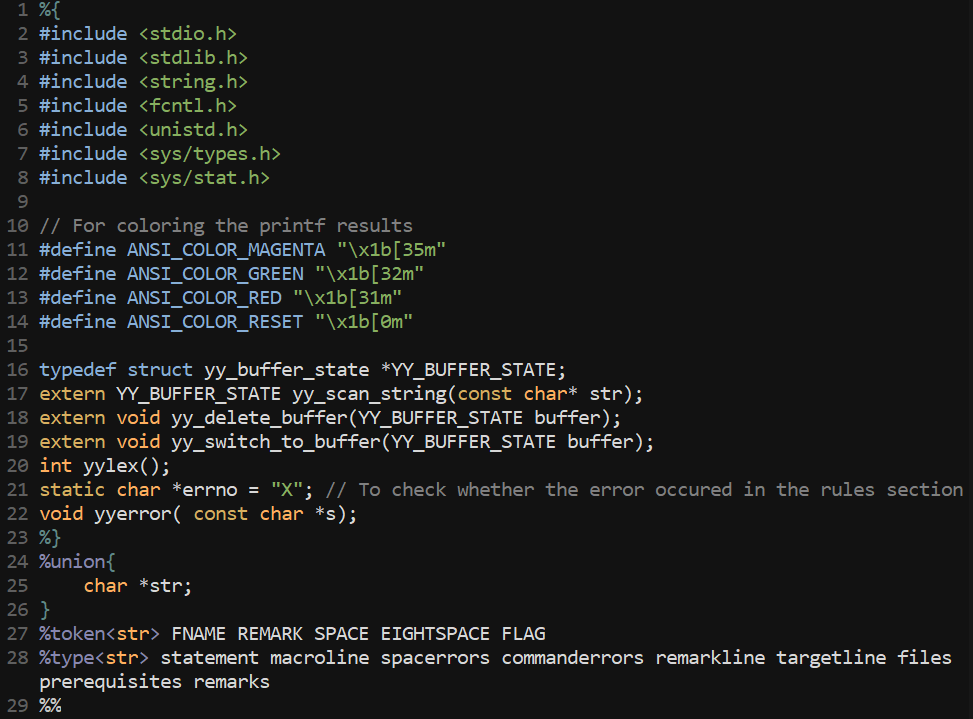 1 %{
2 #include <stdio.h>
3 #include <stdlib.h>
4 #include <string.h>
5 #include <fcntl.h>
6 #include <unistd.h>
7 #include <sys/types.h>
8 #include <sys/stat.h>
9
10 // For coloring the printf results
11 #define ANSI_COLOR_MAGENTA "\x1b[35m"
12 #define ANSI_COLOR_GREEN "\x1b[32m"
13 #define ANSI_COLOR_RED "\x1b[31m"
14 #define ANSI_COLOR_RESET "\x1b[0m"
15
16 typedef struct yy_buffer_state *YY_BUFFER_STATE;
17 extern YY_BUFFER_STATE yy_scan_string(const char* str);
18 extern void yy_delete_buffer(YY_BUFFER_STATE buffer);
19 extern void yy_switch_to_buffer(YY_BUFFER_STATE buffer);
20 int yylex();
21 static char *errno = "X"; // To check whether the error occured in the rules section
22 void yyerror( const char *s);
23 %}
24 %union{
25     char *str;
26 }
27 %token<str> FNAME REMARK SPACE EIGHTSPACE FLAG
28 %type<str> statement macroline spacerrors commanderrors remarkline targetline files
prerequisites remarks
29 %%